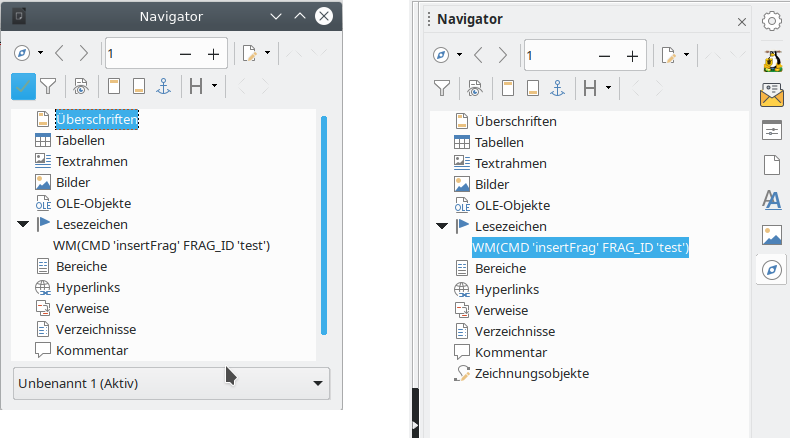 Navigator
1
Überschriften
Tabellen
Textrahmen
Bilder
OLE-Objekte
Lesezeichen
WM(CMD 'insertFrag' FRAG_ID 'test')
Bereiche
Hyperlinks
Verweise
Verzeichnisse
Kommentar
Unbenannt 1 (Aktiv)
Navigator
1
Überschriften
Tabellen
Textrahmen
Bilder
OLE-Objekte
Lesezeichen
WM(CMD 'insertFrag' FRAG_ID 'test')
Bereiche
Hyperlinks
Verweise
Verzeichnisse
Kommentar
Zeichnungsobjekte